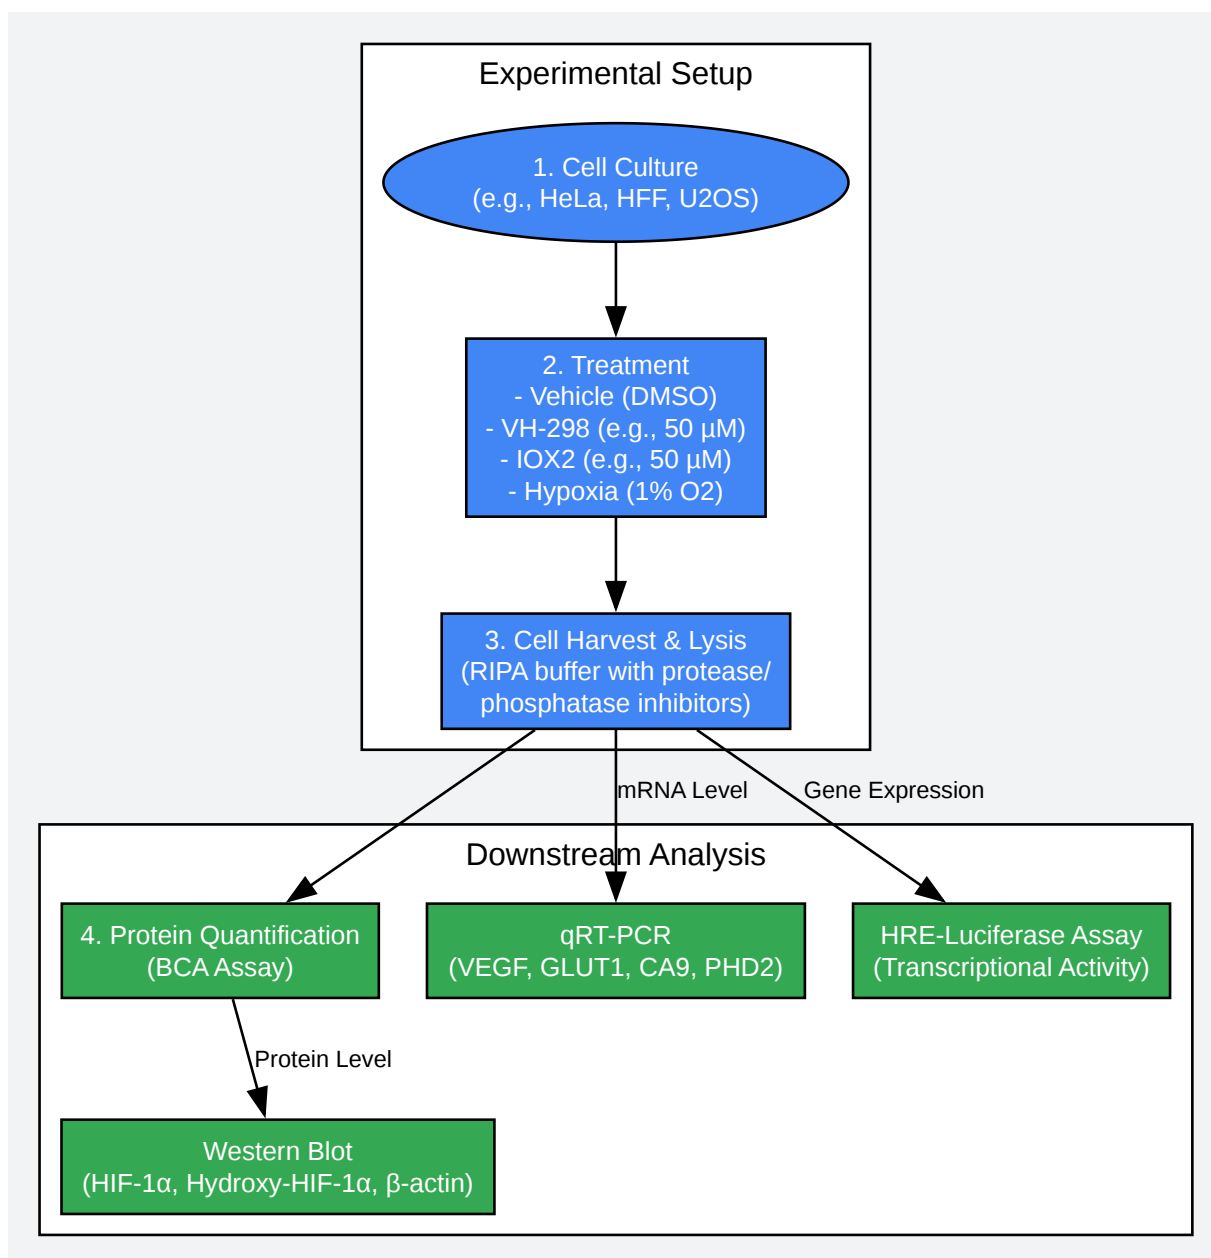 Experimental Setup
1. Cell Culture
(e.g., HeLa, HFF, U2OS)
2. Treatment
- Vehicle (DMSO)
- VH-298 (e.g., 50 µM)
- IOX2 (e.g., 50 µM)
- Hypoxia (1% O2)
3. Cell Harvest & Lysis
(RIPA buffer with protease/
phosphatase inhibitors)
mRNA Level
Gene Expression
Downstream Analysis
4. Protein Quantification
(BCA Assay)
qRT-PCR
(VEGF, GLUT1, CA9, PHD2)
HRE-Luciferase Assay
(Transcriptional Activity)
Protein Level
Western Blot
(HIF-1α, Hydroxy-HIF-1α, β-actin)